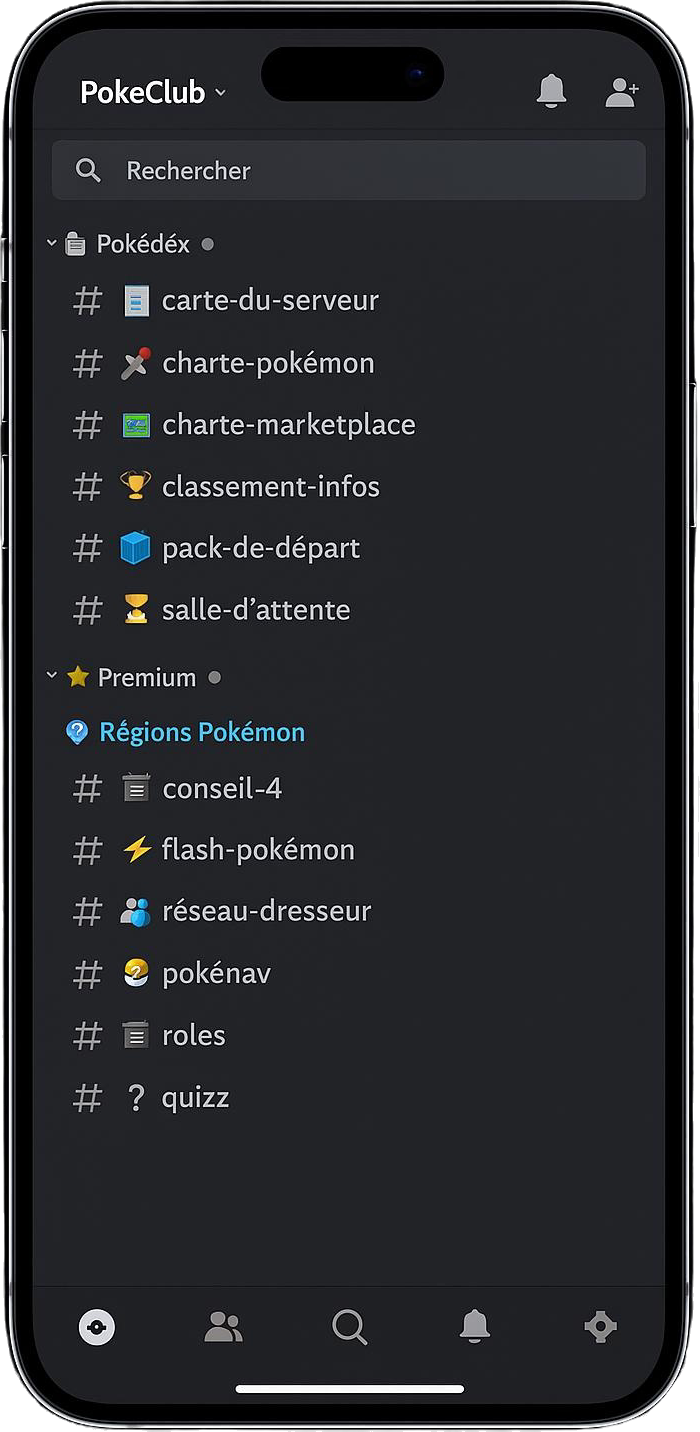 PokeClub
Rechercher
Pokédéx
# carte-du-serveur
# charte-pokémon
# charte-marketplace
# classement-infos
# pack-de-départ
# salle-d’attente
Premium
Régions Pokémon
# conseil-4
# flash-pokémon
# réseau-dresseur
# pokénav
# roles
# ? quizz